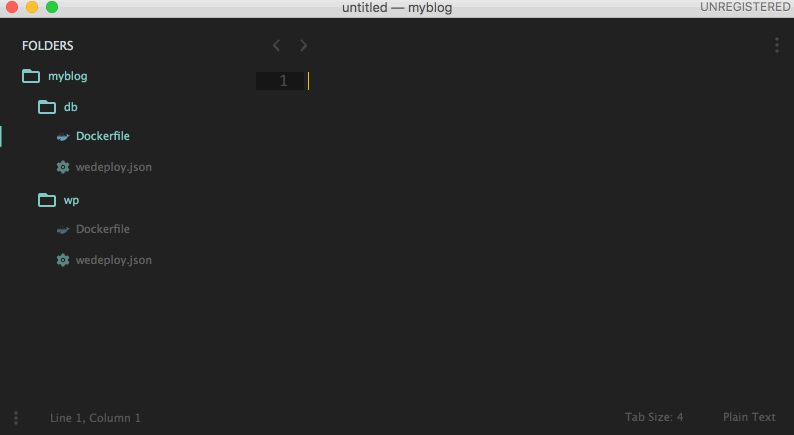 untitled — myblog
UNREGISTERED
FOLDERS
myblog
db
Dockerfile
wedeploy.json
wp
Dockerfile
wedeploy.json
1
Line 1, Column 1
Tab Size: 4
Plain Text